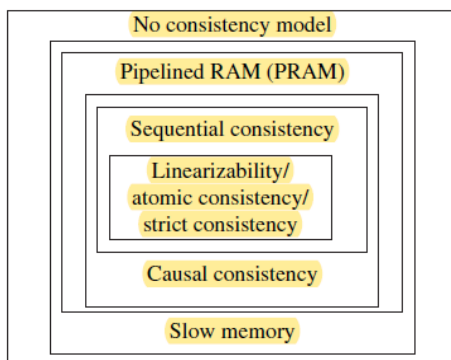 No consistency model
Pipelined RAM (PRAM)
Sequential consistency
Linearizability/
atomic consistency/
strict consistency
Causal consistency
Slow memory